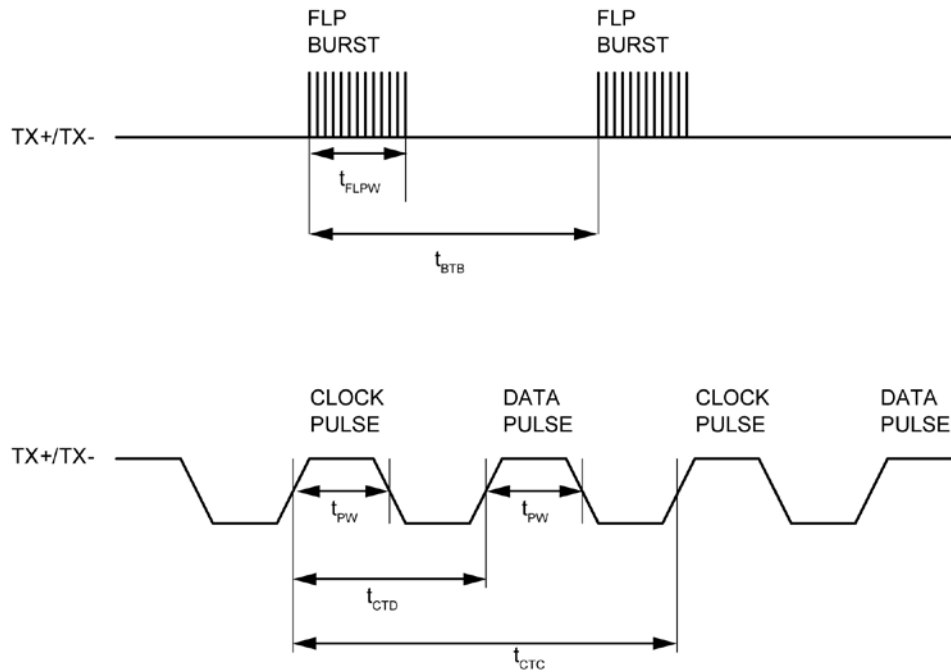 FLP
BURST
FLP
BURST
TX+/TX-
tFLPW
tBTB
CLOCK
PULSE
DATA
PULSE
CLOCK
PULSE
DATA
PULSE
TX+/TX-
tPW
tPW
tCTD
tCTC